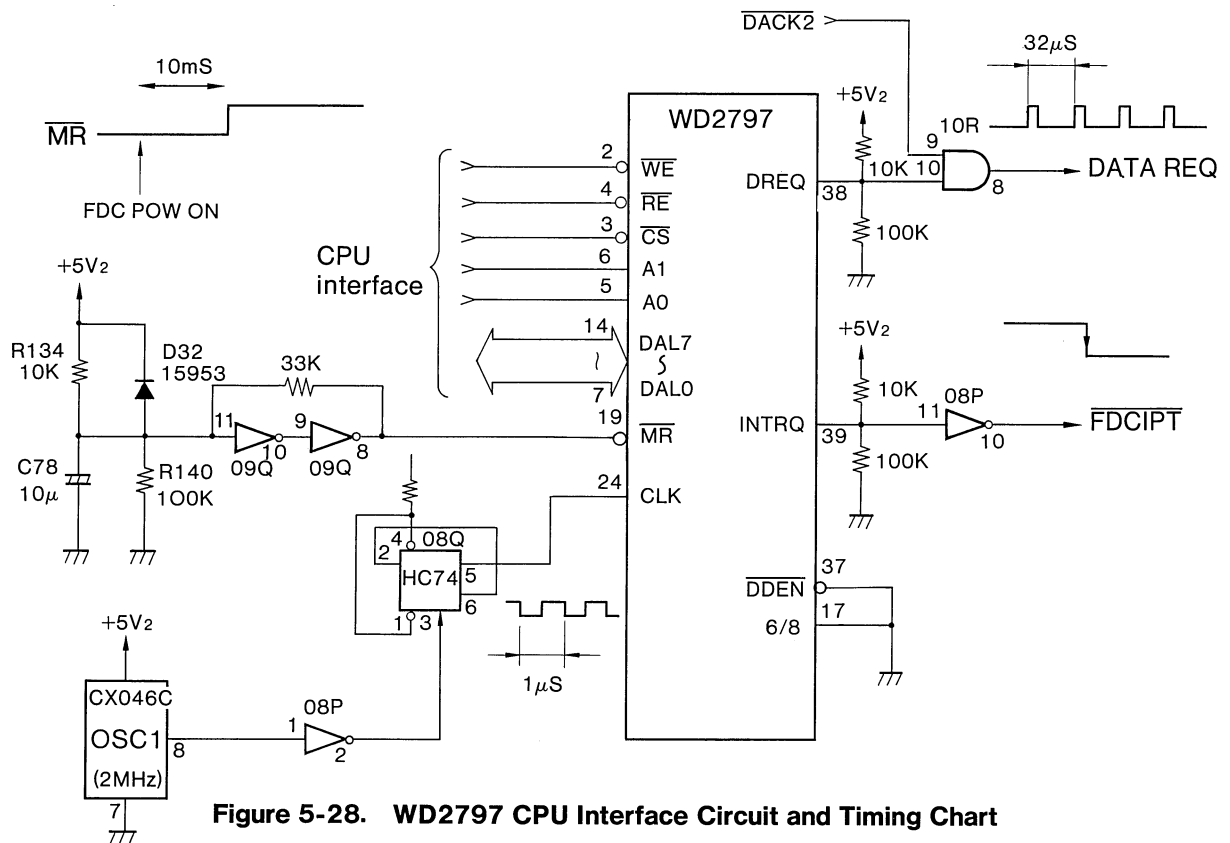 DACK2
10mS
MR
FDC POW ON
+5V2
R134
10K
D32
15953
33K
C78
10μ
R140
100K
11
10
09Q
9
8
09Q
CPU
interface
2
4
3
6
5
14
7
19
24
WD2797
WE
RE
CS
A1
A0
DAL7
DAL0
MR
CLK
DREQ
38
INTRQ
39
DDEN
37
6/8
17
+5V2
10K
100K
32μS
10R
9
10
8
DATA REQ
+5V2
10K
100K
08P
11
10
FDCIPT
4
08Q
2
HC74
5
6
1
3
1μS
+5V2
CX046C
OSC1
(2MHz)
8
7
08P
1
2
Figure 5-28. WD2797 CPU Interface Circuit and Timing Chart